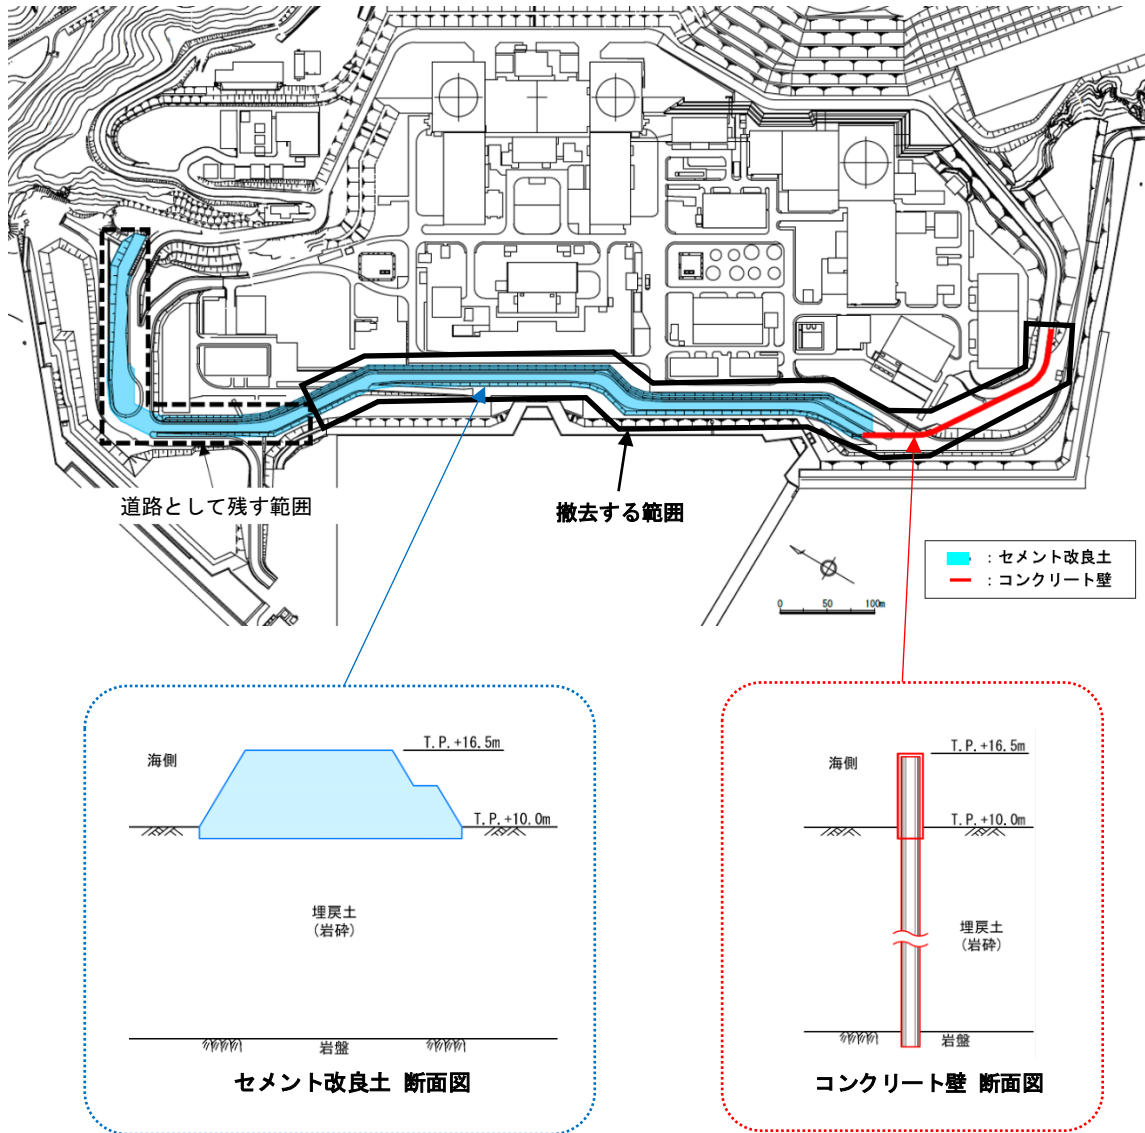 道路として残す範囲
撤去する範囲
：セメント改良土
：コンクリート壁
0 50 100m
海側
T.P.+16.5m
T.P.+10.0m
埋戻土
（岩砕）
岩盤
セメント改良土 断面図
海側
T.P.+16.5m
T.P.+10.0m
埋戻土
（岩砕）
岩盤
コンクリート壁 断面図